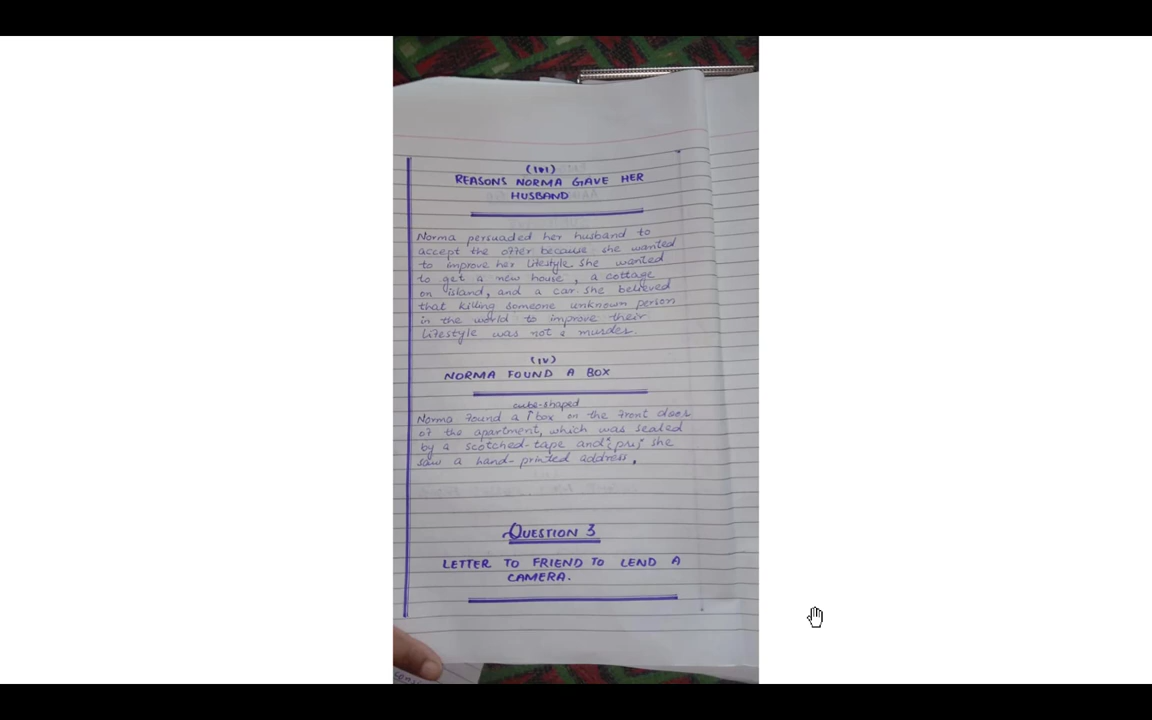 (iii)
REASONS NORMA GAVE HER
HUSBAND
Norma persuaded her husband to
accept the offer because she wanted
to improve her lifestyle. She wanted
to get a new house, a cottage
on island, and a car. she believed
that killing someone unknown person
in the world to improve their
lifestyle was not a murder.
(iv)
NORMA FOUND A BOX
cube-shaped
Norma found a box on the front door
of the apartment, which was sealed
by a scotched-tape and she
saw a hand-printed address.
QUESTION 3
LETTER TO FRIEND TO LEND A
CAMERA.